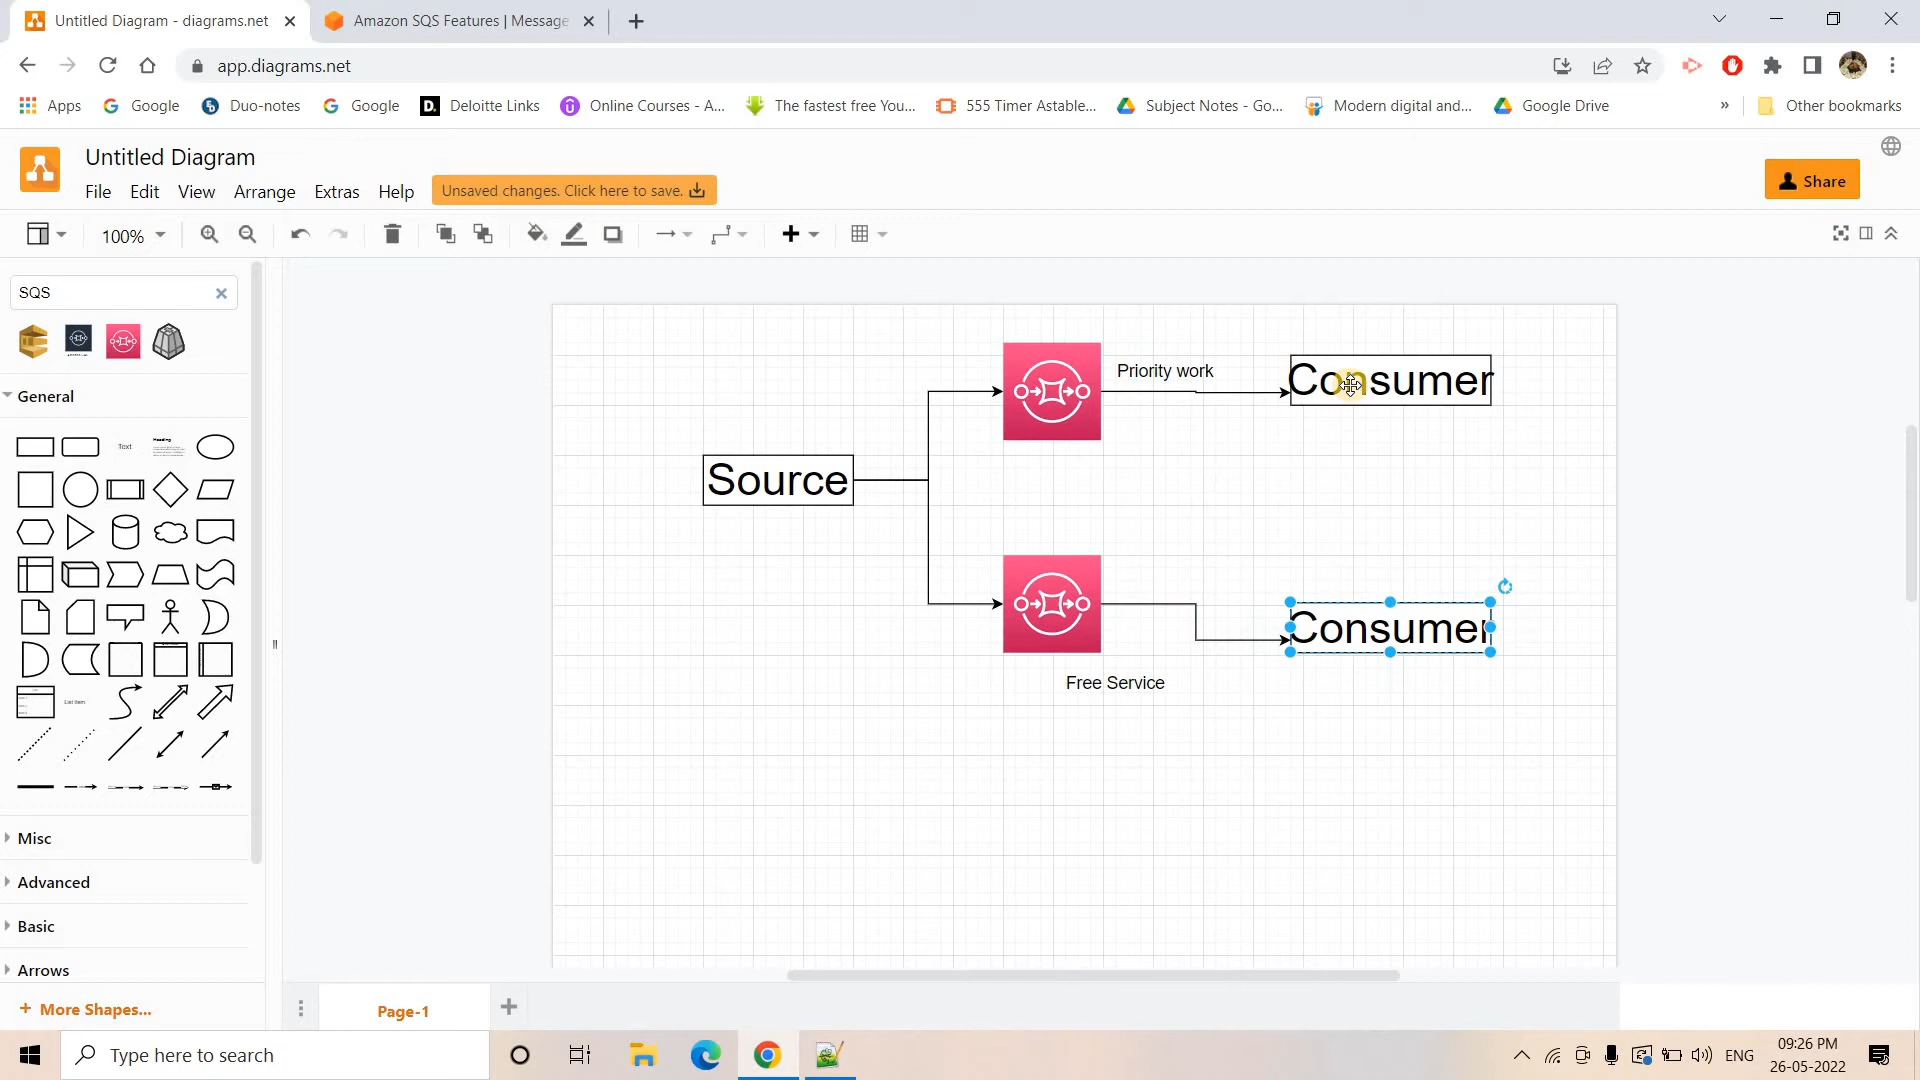 Untitled Diagram - diagrams.net
Amazon SQS Features | Message
app.diagrams.net
Apps Google Duo-notes Google Deloitte Links Online Courses - A... The fastest free You... 555 Timer Astable... Subject Notes - Go... Modern digital and... Google Drive » Other bookmarks
Untitled Diagram
File Edit View Arrange Extras Help Unsaved changes. Click here to save. Share
100%
SQS
General
Text Heading
List Item
Misc
Advanced
Basic
Arrows
+ More Shapes...
Priority work
Consumer
Source
Consumer
Free Service
Page-1
Type here to search
ENG
09:26 PM
26-05-2022